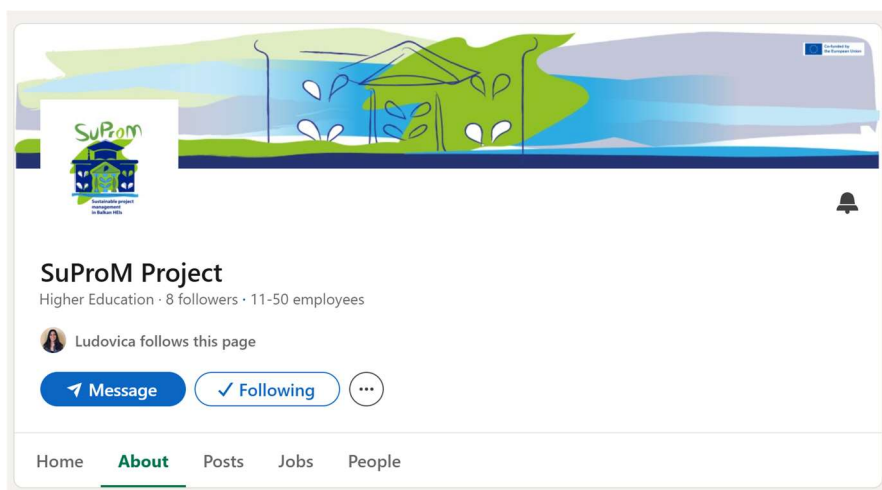 Co-funded by
the European Union
SuProM
Sustainable project
management
in Balkan HEIs
SuProM Project
Higher Education · 8 followers · 11-50 employees
Ludovica follows this page
Message
Following
Home About Posts Jobs People